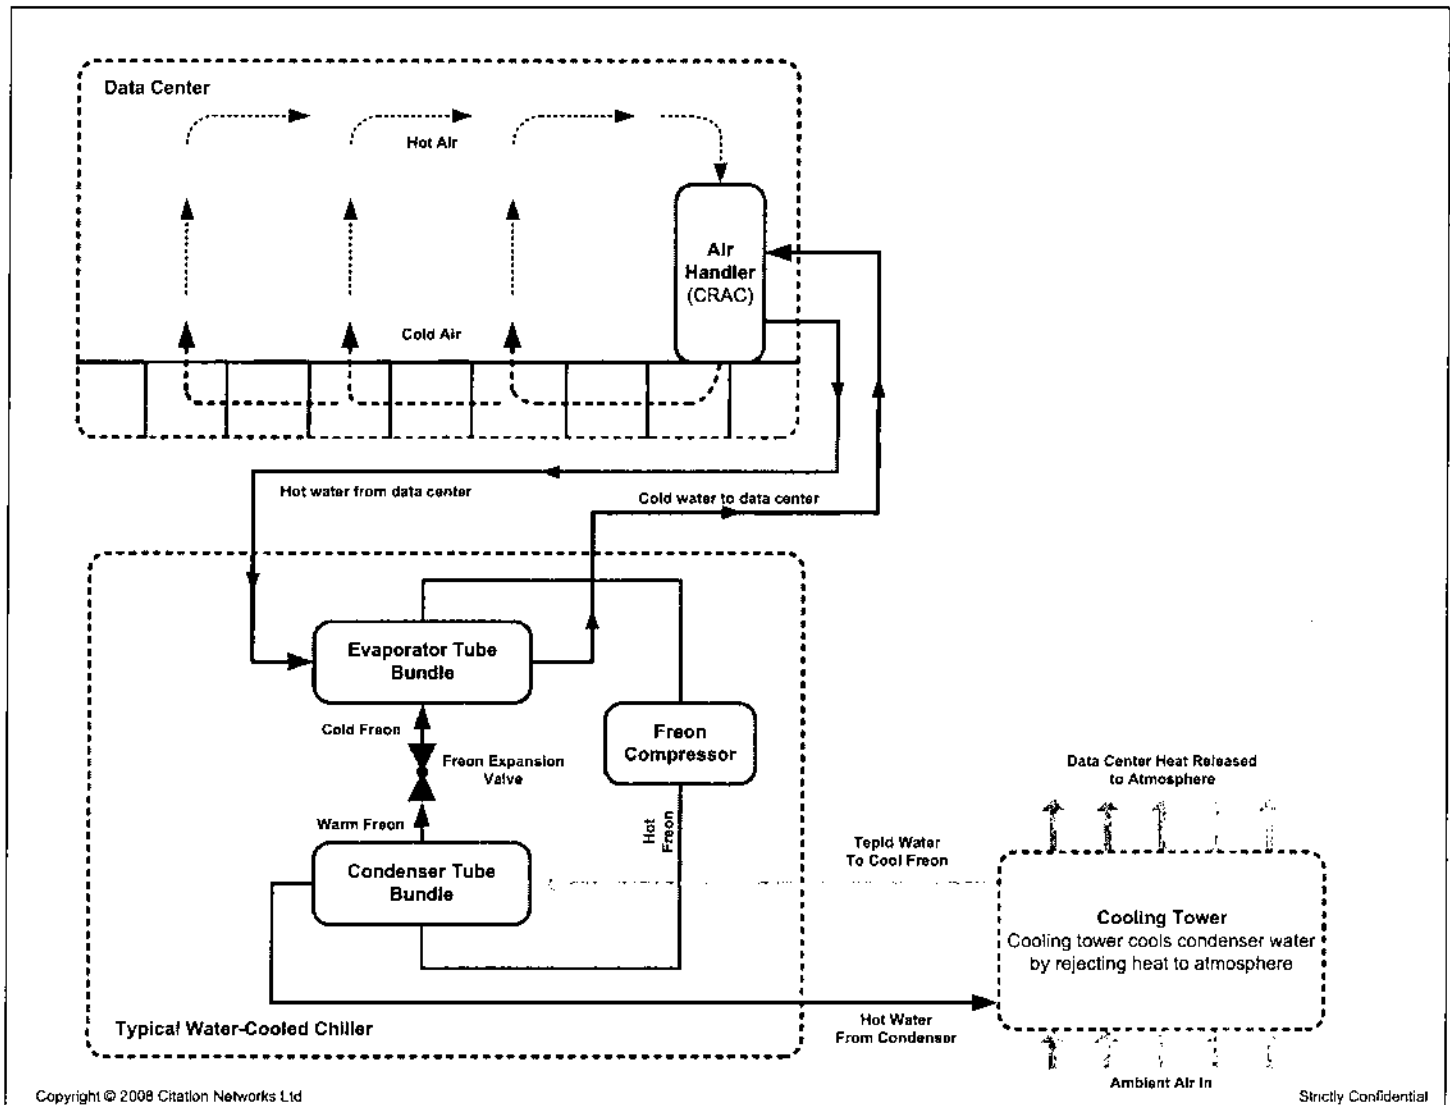 Data Center
Hot Air
Air
Handler
(CRAC)
Cold Air
Hot water from data center
Cold water to data center
Evaporator Tube
Bundle
Cold Freon
Freon Expansion
Valve
Freon
Compressor
Warm Freon
Hot
Freon
Condenser Tube
Bundle
Data Center Heat Released
to Atmosphere
Tepid Water
To Cool Freon
Cooling Tower
Cooling tower cools condenser water
by rejecting heat to atmosphere
Typical Water-Cooled Chiller
Hot Water
From Condenser
Ambient Air In
Copyright © 2008 Citation Networks Ltd
Strictly Confidential